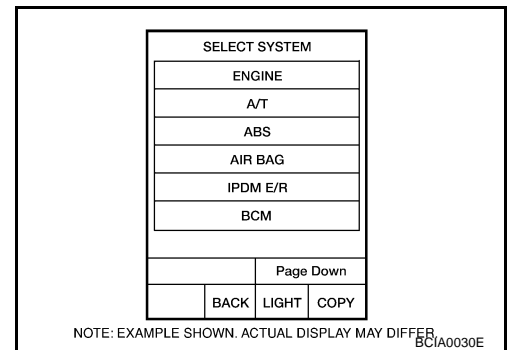 SELECT SYSTEM
ENGINE
A/T
ABS
AIR BAG
IPDM E/R
BCM
Page Down
BACK LIGHT COPY
NOTE: EXAMPLE SHOWN. ACTUAL DISPLAY MAY DIFFER.
BCIA0030E